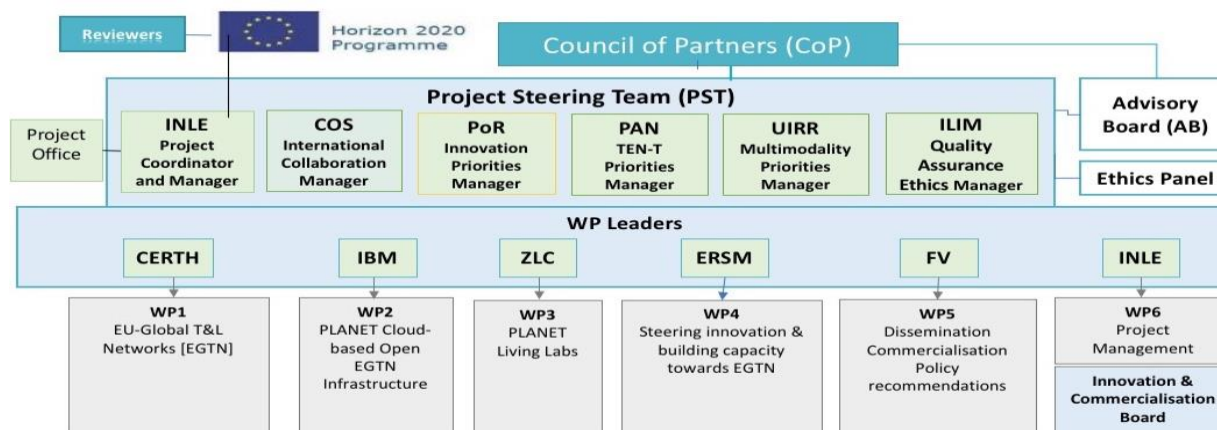 Reviewers
Horizon 2020
Programme
Council of Partners (CoP)
Project Steering Team (PST)
Project
Office
INLE
Project
Coordinator
and Manager
COS
International
Collaboration
Manager
PoR
Innovation
Priorities
Manager
PAN
TEN-T
Priorities
Manager
UIRR
Multimodality
Priorities
Manager
ILIM
Quality
Assurance
Ethics Manager
Advisory
Board (AB)
Ethics Panel
WP Leaders
CERTH
IBM
ZLC
ERSM
FV
INLE
WP1
EU-Global T&L
Networks [EGTN]
WP2
PLANET Cloud-
based Open
EGTN
Infrastructure
WP3
PLANET
Living Labs
WP4
Steering innovation &
building capacity
towards EGTN
WP5
Dissemination
Commercialisation
Policy
recommendations
WP6
Project
Management
Innovation &
Commercialisation
Board